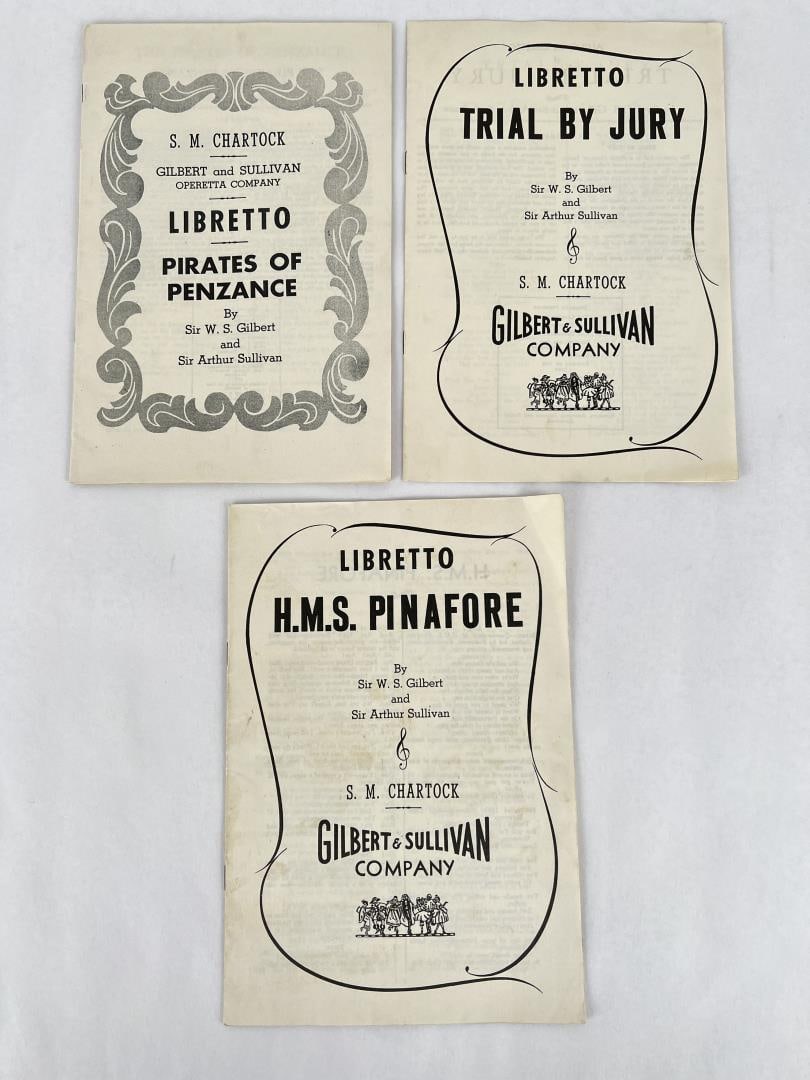 S. M. CHARTOCK
GILBERT and SULLIVAN
OPERETTA COMPANY
LIBRETTO
PIRATES OF
PENZANCE
By
Sir W. S. Gilbert
and
Sir Arthur Sullivan
LIBRETTO
TRIAL BY JURY
By
Sir W. S. Gilbert
and
Sir Arthur Sullivan
S. M. CHARTOCK
GILBERT & SULLIVAN
COMPANY
LIBRETTO
H.M.S. PINAFORE
By
Sir W. S. Gilbert
and
Sir Arthur Sullivan
S. M. CHARTOCK
GILBERT & SULLIVAN
COMPANY